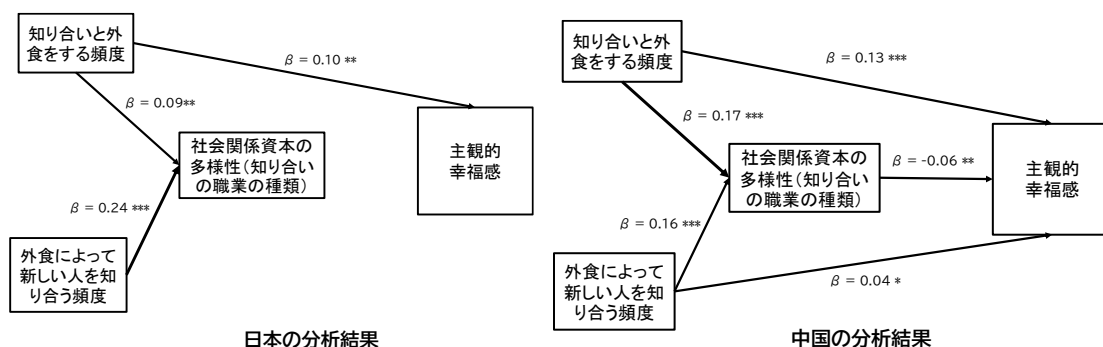 知り合いと外
食をする頻度
β = 0.10 **
β = 0.09**
社会関係資本の
多様性(知り合い
の職業の種類)
主観的
幸福感
β = 0.24 ***
外食によって
新しい人を知
り合う頻度
日本の分析結果
知り合いと外
食をする頻度
β = 0.13 ***
β = 0.17 ***
社会関係資本の
多様性(知り合い
の職業の種類)
β = -0.06 **
主観的
幸福感
β = 0.16 ***
外食によって
新しい人を知
り合う頻度
β = 0.04 *
中国の分析結果